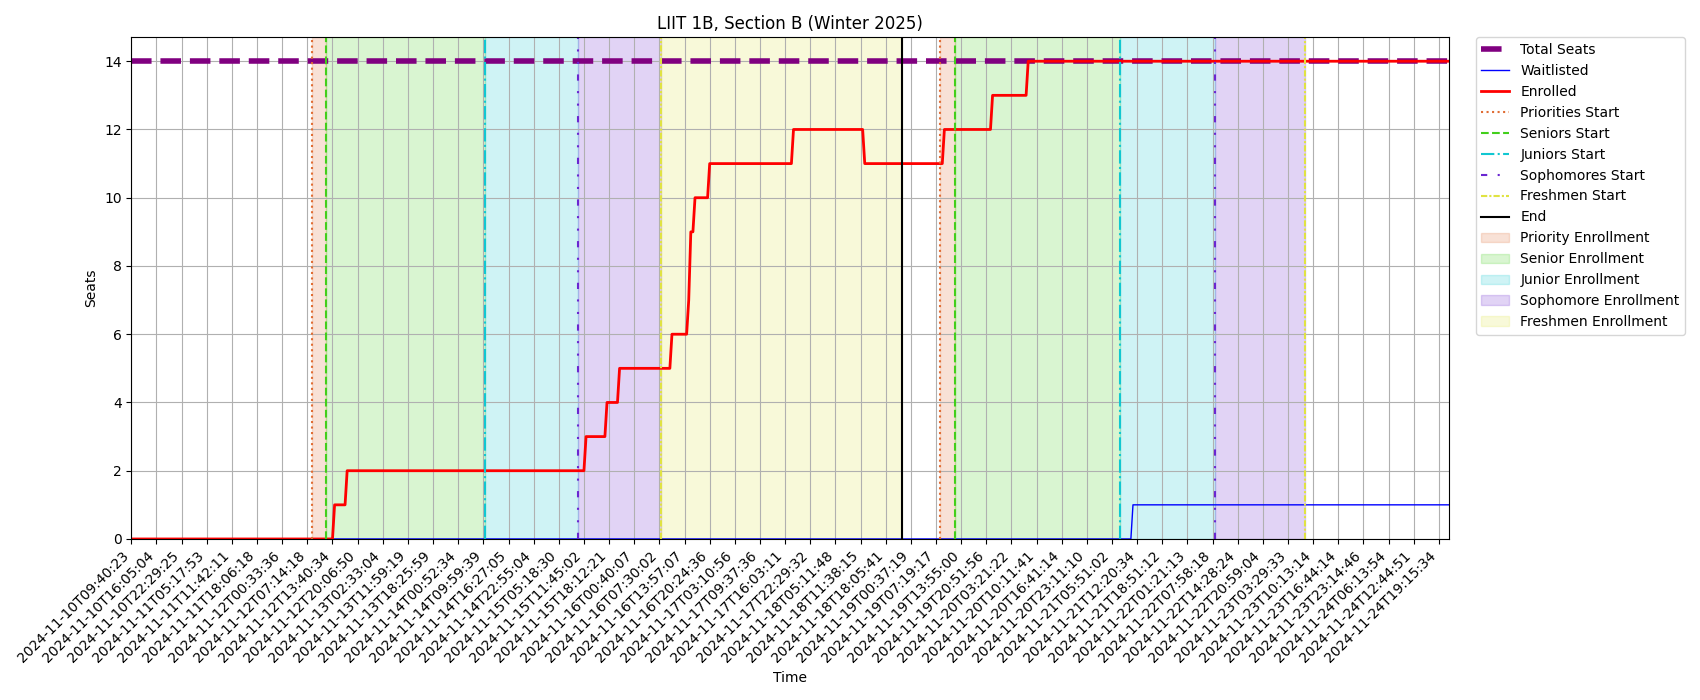 LIIT 1B, Section B (Winter 2025)
Seats
14
12
10
8
6
4
2
0
2024-11-10T09:40:23
2024-11-10T16:05:04
2024-11-10T22:29:25
2024-11-11T05:17:53
2024-11-11T11:42:11
2024-11-11T18:06:18
2024-11-12T00:33:36
2024-11-12T07:14:18
2024-11-12T13:40:34
2024-11-12T20:06:50
2024-11-13T02:33:04
2024-11-13T11:59:19
2024-11-13T18:25:59
2024-11-14T00:52:34
2024-11-14T09:59:39
2024-11-14T16:27:05
2024-11-14T22:55:04
2024-11-15T05:18:30
2024-11-15T11:45:02
2024-11-15T18:12:21
2024-11-16T00:40:07
2024-11-16T07:30:02
2024-11-16T13:57:07
2024-11-16T20:24:36
2024-11-17T03:10:56
2024-11-17T09:37:36
2024-11-17T16:03:11
2024-11-17T22:29:32
2024-11-18T05:11:48
2024-11-18T11:38:15
2024-11-18T18:05:41
2024-11-19T00:37:19
2024-11-19T07:19:17
2024-11-19T13:55:00
2024-11-19T20:51:56
2024-11-20T03:21:22
2024-11-20T10:11:41
2024-11-20T16:41:14
2024-11-20T23:11:10
2024-11-21T05:51:02
2024-11-21T12:20:34
2024-11-21T18:51:12
2024-11-22T01:21:13
2024-11-22T07:58:18
2024-11-22T14:28:24
2024-11-22T20:59:04
2024-11-23T03:29:33
2024-11-23T10:13:14
2024-11-23T16:44:14
2024-11-23T23:14:46
2024-11-24T06:13:54
2024-11-24T12:44:51
2024-11-24T19:15:34
Time
Total Seats
Waitlisted
Enrolled
Priorities Start
Seniors Start
Juniors Start
Sophomores Start
Freshmen Start
End
Priority Enrollment
Senior Enrollment
Junior Enrollment
Sophomore Enrollment
Freshmen Enrollment